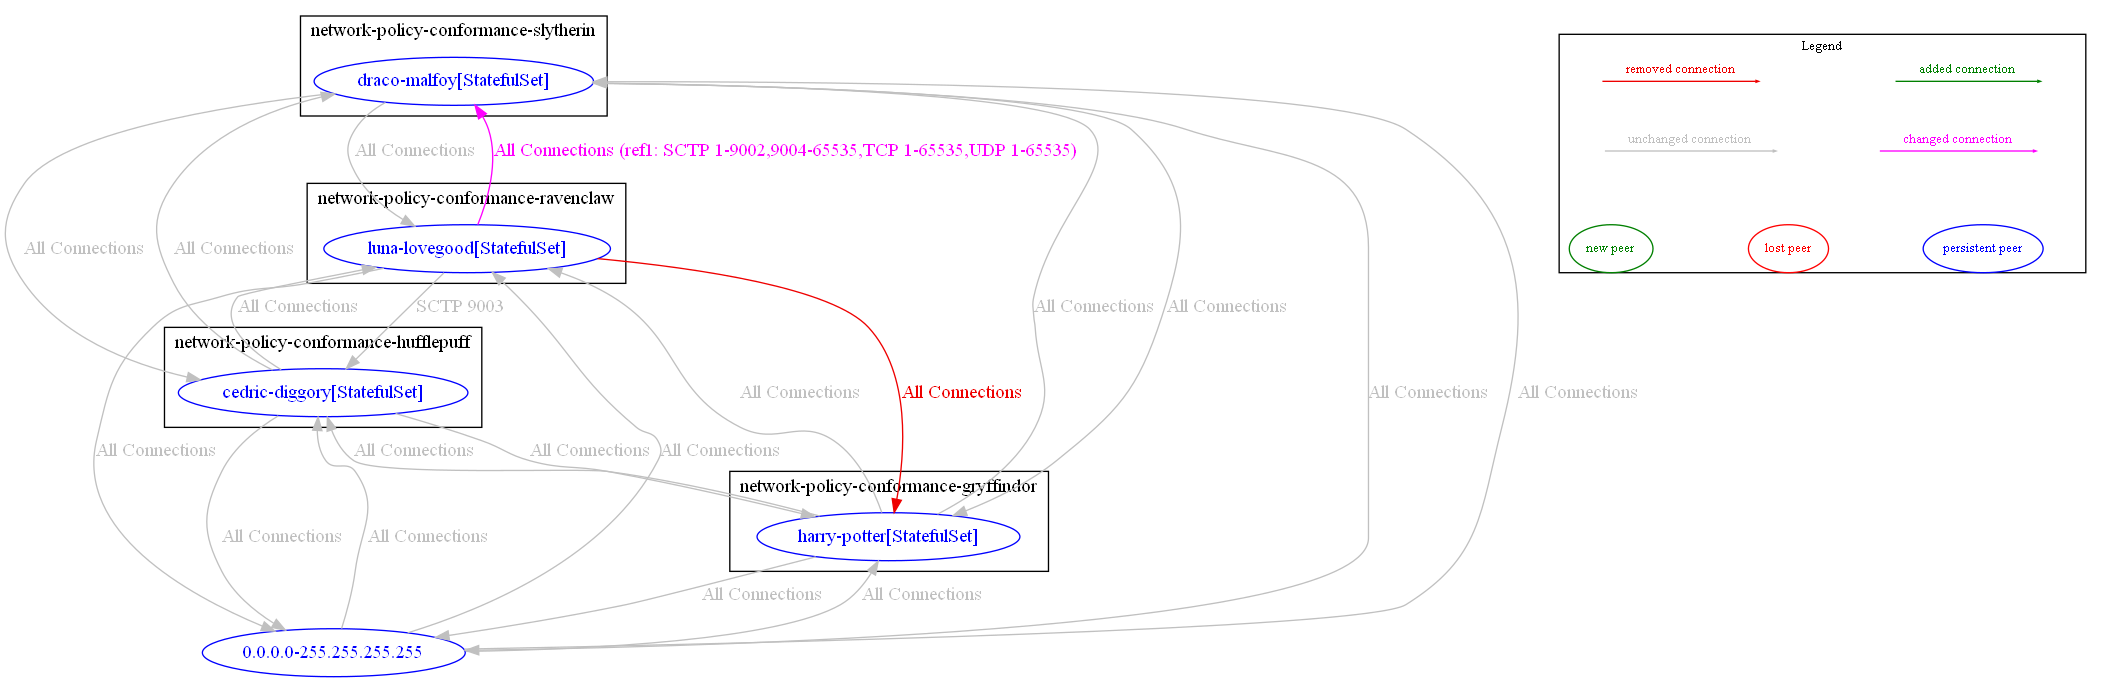 network-policy-conformance-slytherin
draco-malfoy[StatefulSet]
Legend
removed connection
added connection
unchanged connection
changed connection
new peer
lost peer
persistent peer
All Connections
All Connections (ref1: SCTP 1-9002,9004-65535,TCP 1-65535,UDP 1-65535)
network-policy-conformance-ravenclaw
luna-lovegood[StatefulSet]
All Connections
All Connections
All Connections
SCTP 9003
All Connections
All Connections
network-policy-conformance-hufflepuff
cedric-diggory[StatefulSet]
All Connections
All Connections
All Connections
All Connections
All Connections
All Connections
All Connections
All Connections
network-policy-conformance-gryffindor
harry-potter[StatefulSet]
All Connections
All Connections
All Connections
All Connections
0.0.0.0-255.255.255.255